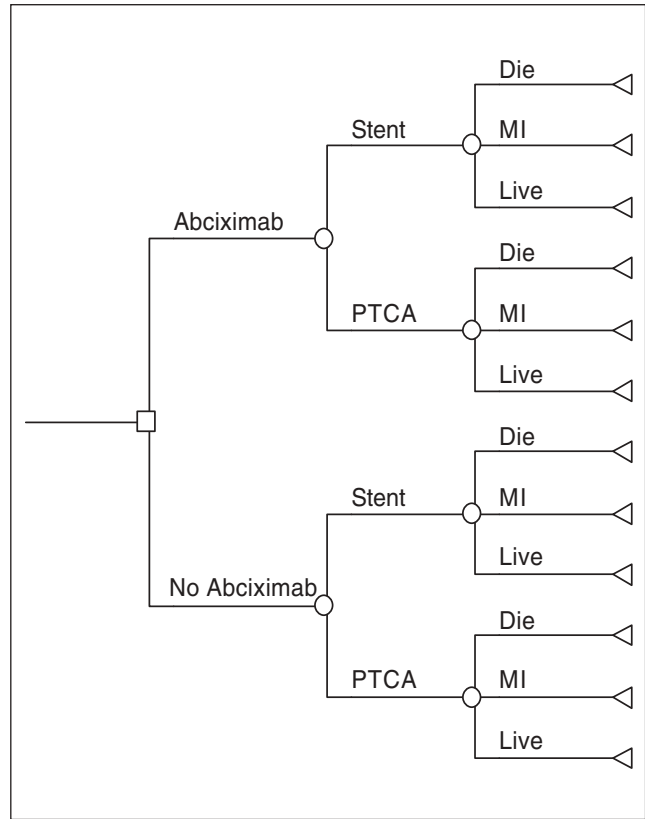 Die
Stent
MI
Live
Abciximab
Die
PTCA
MI
Live
Die
Stent
MI
Live
No Abciximab
Die
PTCA
MI
Live